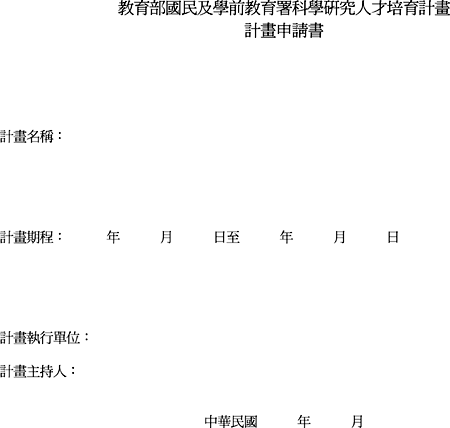 教育部國民及學前教育署科學研究人才培育計畫
計畫申請書
計畫名稱：
計畫期程： 年 月 日至 年 月 日
計畫執行單位：
計畫主持人：
中華民國 年 月